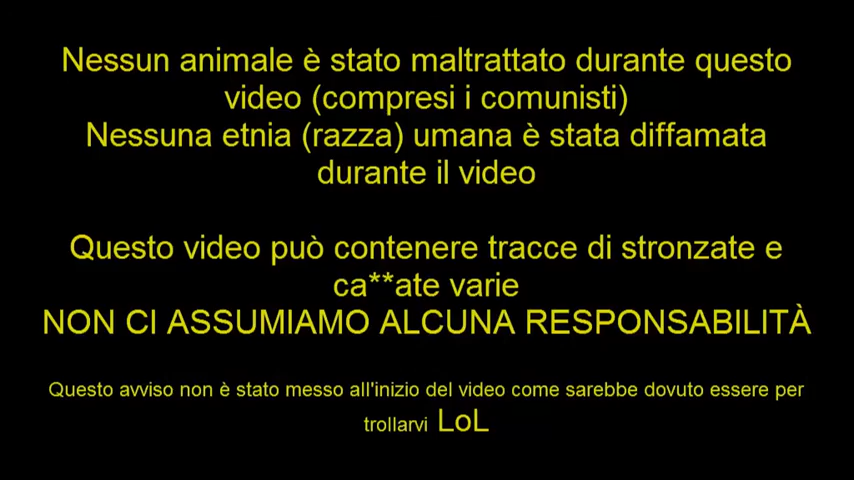 Nessun animale è stato maltrattato durante questo
video (compresi i comunisti)
Nessuna etnia (razza) umana è stata diffamata
durante il video
Questo video può contenere tracce di stronzate e
ca**ate varie
NON CI ASSUMIAMO ALCUNA RESPONSABILITÀ
Questo avviso non è stato messo all'inizio del video come sarebbe dovuto essere per
trollarvi LoL